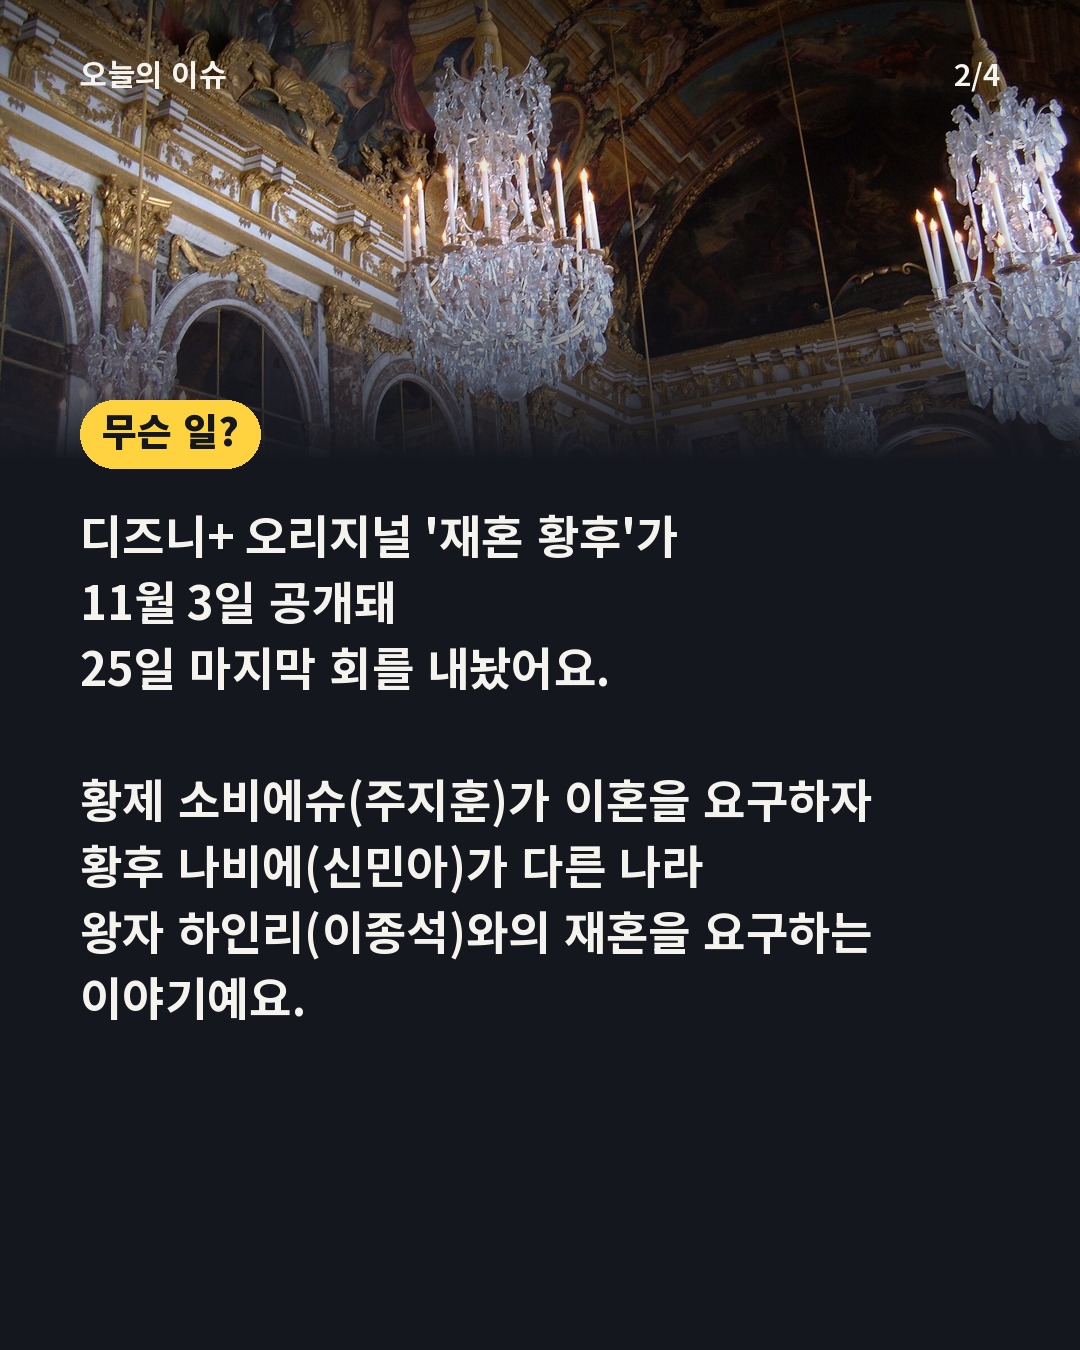 오늘의 이슈
2/4
무슨 일?
디즈니+ 오리지널 '재혼 황후'가
11월 3일 공개돼
25일 마지막 회를 내놨어요.
황제 소비에슈(주지훈)가 이혼을 요구하자
황후 나비에(신민아)가 다른 나라
왕자 하인리(이종석)와의 재혼을 요구하는
이야기예요.